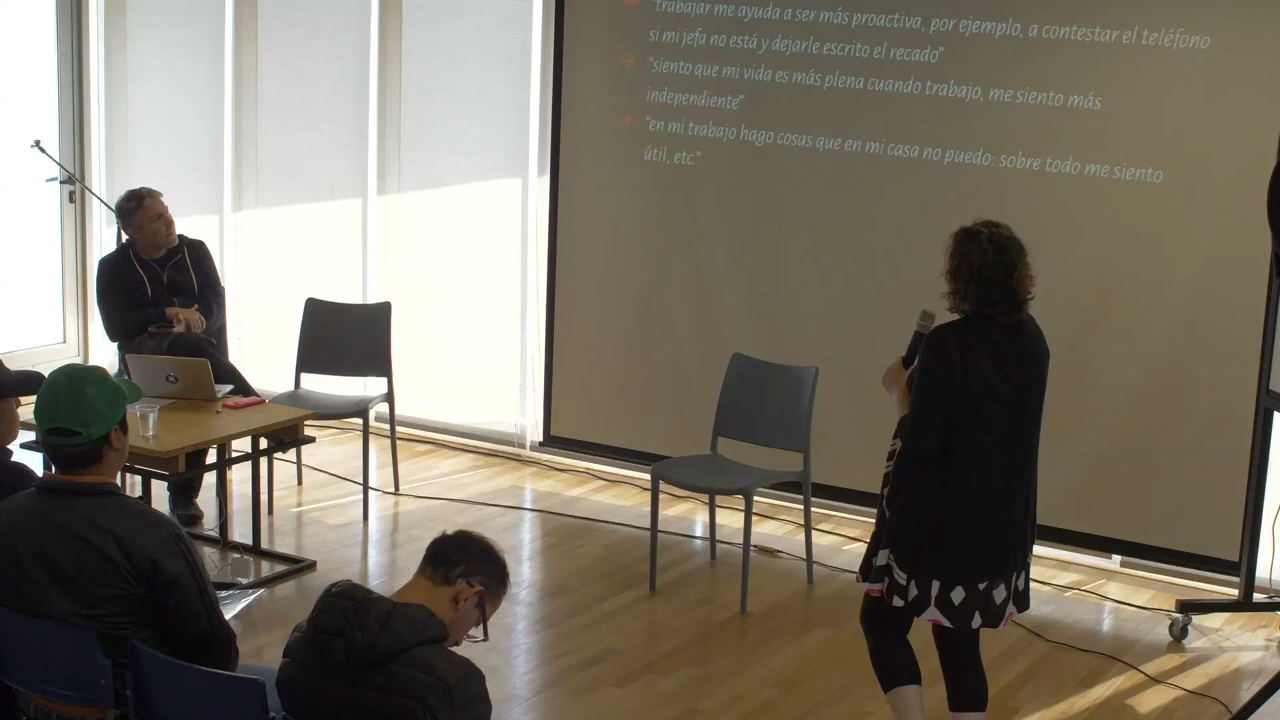 "trabajar me ayuda a ser más proactiva, por ejemplo, a contestar el teléfono
si mi jefa no está y dejarle escrito el recado"
"siento que mi vida es más plena cuando trabajo, me siento más
independiente"
"en mi trabajo hago cosas que en mi casa no puedo: sobre todo me siento
útil, etc."